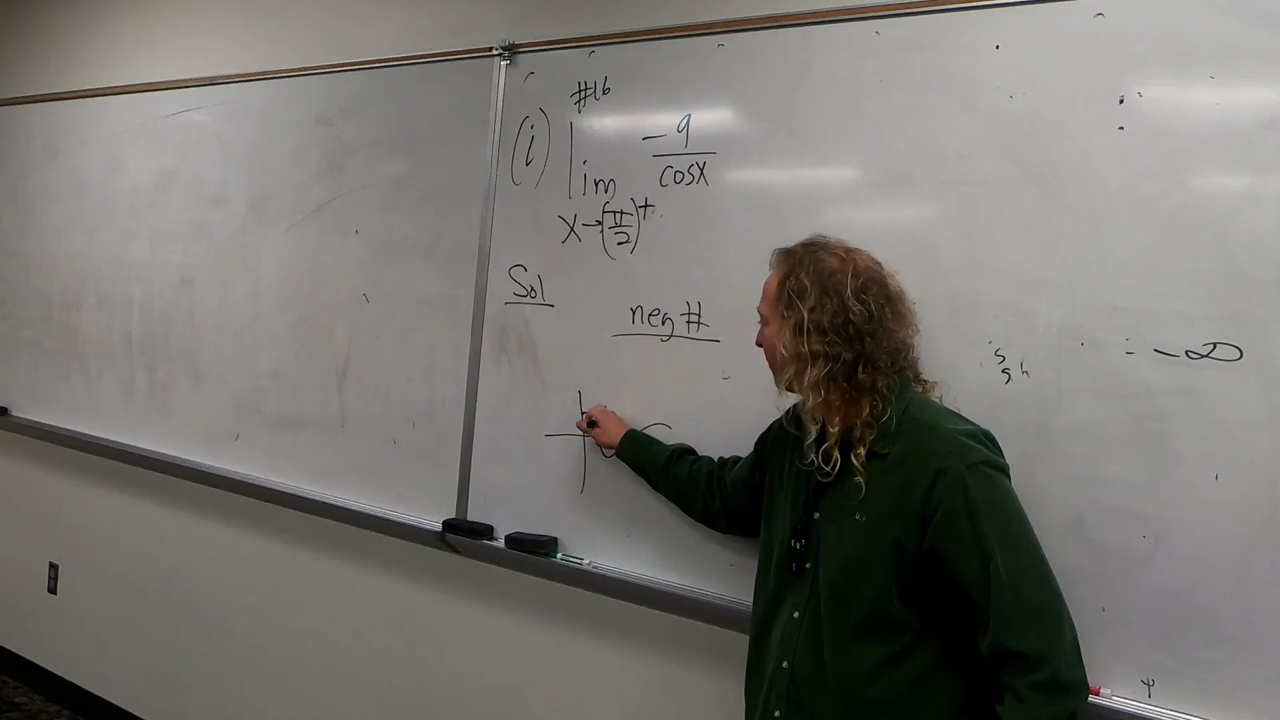 #16
(i) lim -9/cosx
x→(π/2)⁺
Sol
neg #
= -∞